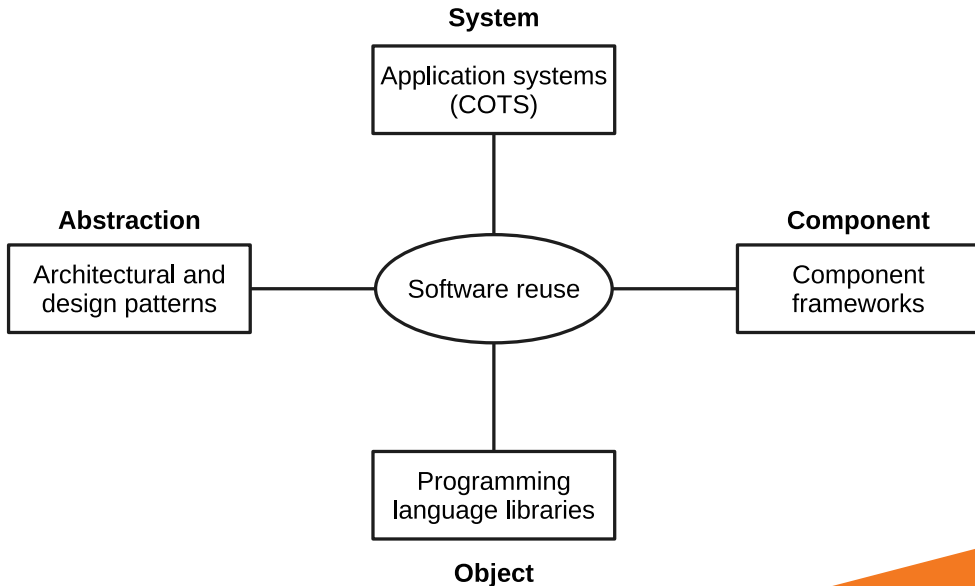 System
Application systems
(COTS)
Abstraction
Architectural and
design patterns
Software reuse
Component
Component
frameworks
Programming
language libraries
Object